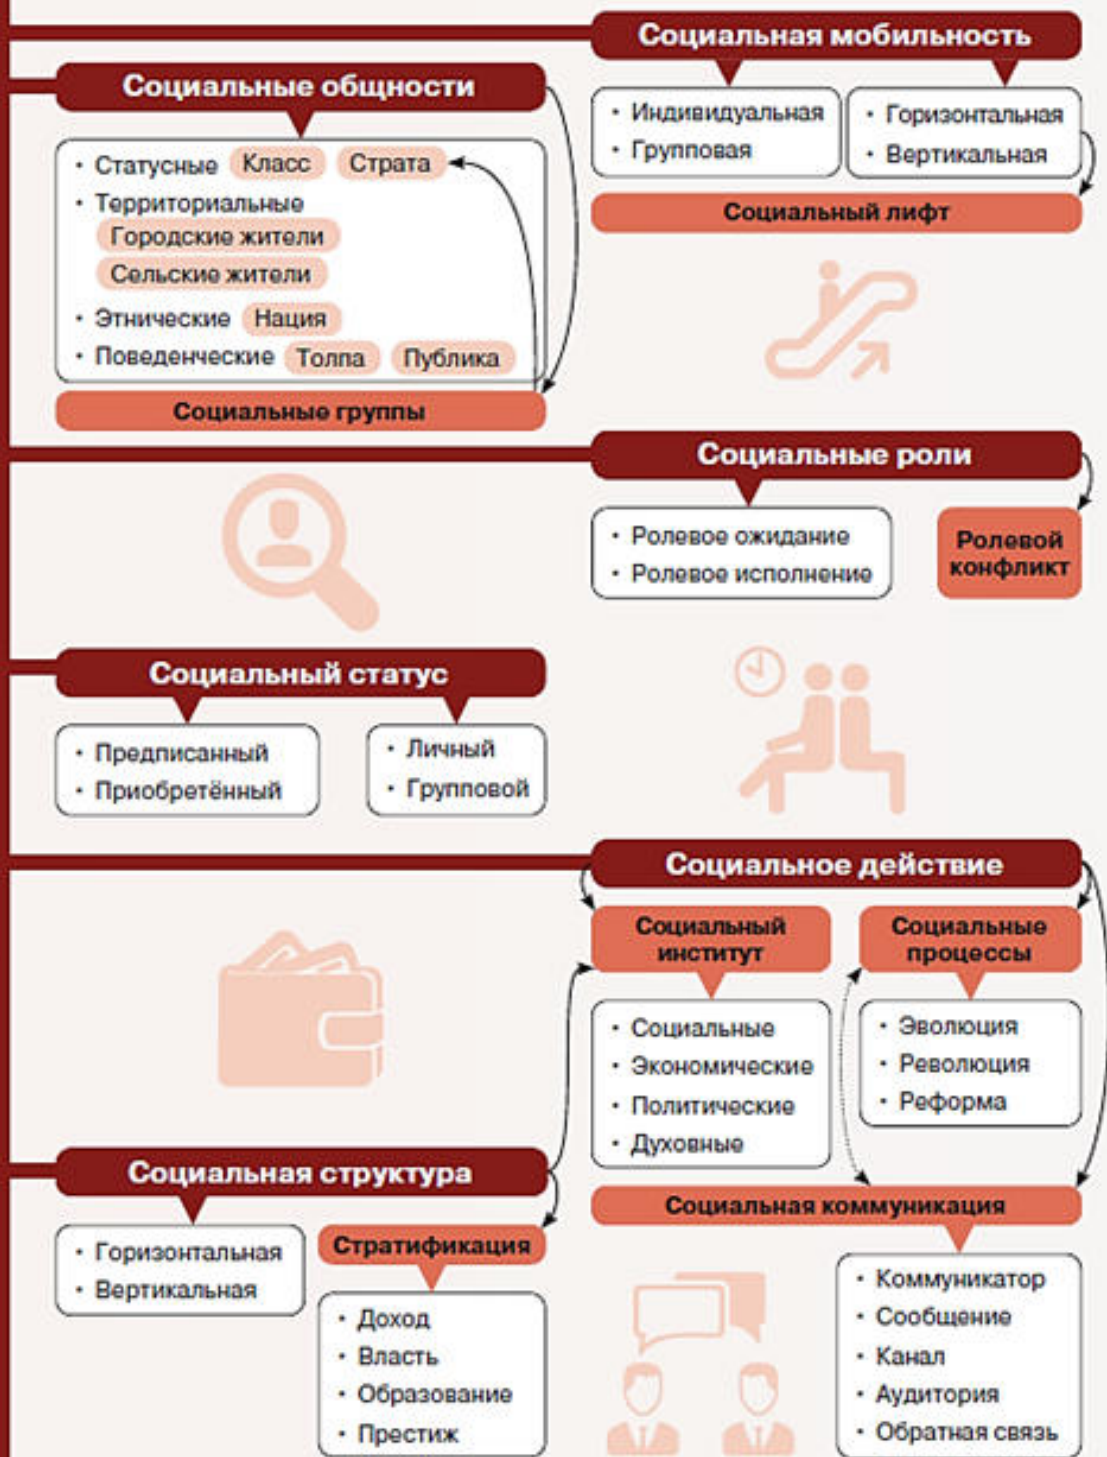 Социальная мобильность
• Индивидуальная
• Групповая
• Горизонтальная
• Вертикальная
Социальный лифт
Социальные общности
• Статусные Класс Страта
• Территориальные
Городские жители
Сельские жители
• Этнические Нация
• Поведенческие Толпа Публика
Социальные группы
Социальные роли
• Ролевое ожидание
• Ролевое исполнение
Ролевой
конфликт
Социальный статус
• Предписанный
• Приобретённый
• Личный
• Групповой
Социальное действие
Социальный
институт
• Социальные
• Экономические
• Политические
• Духовные
Социальные
процессы
• Эволюция
• Революция
• Реформа
Социальная структура
• Горизонтальная
• Вертикальная
Стратификация
• Доход
• Власть
• Образование
• Престиж
Социальная коммуникация
• Коммуникатор
• Сообщение
• Канал
• Аудитория
• Обратная связь